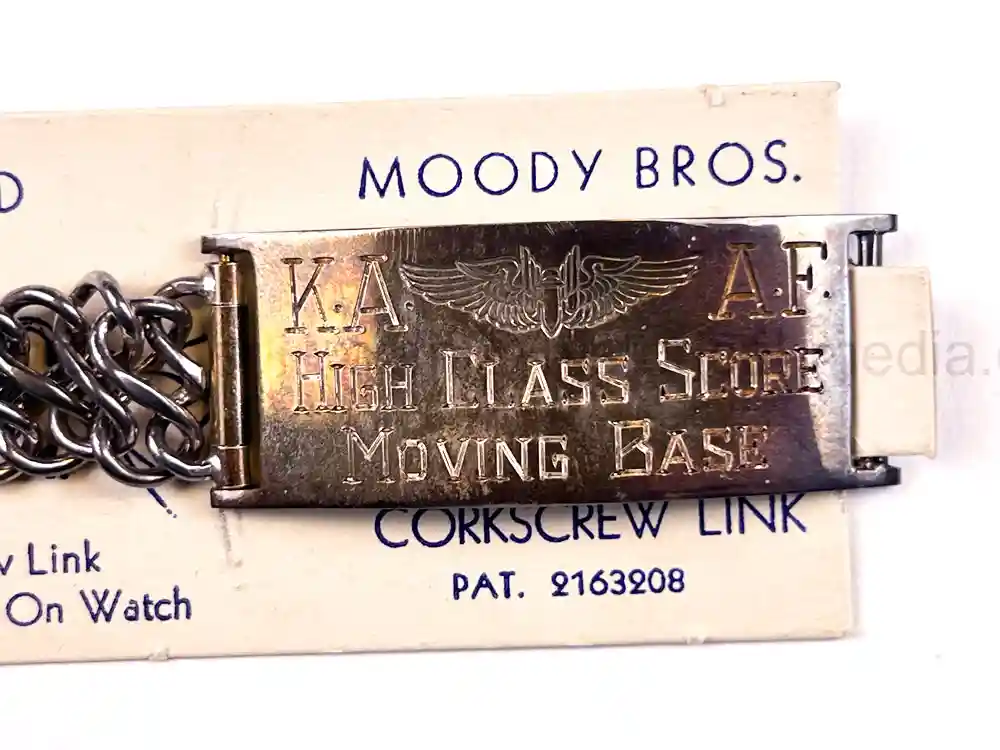 D
MOODY BROS.
K.A. A.F.
HIGH CLASS SCORE
MOVING BASE
CORKSCREW LINK
PAT. 2163208
w Link
On Watch